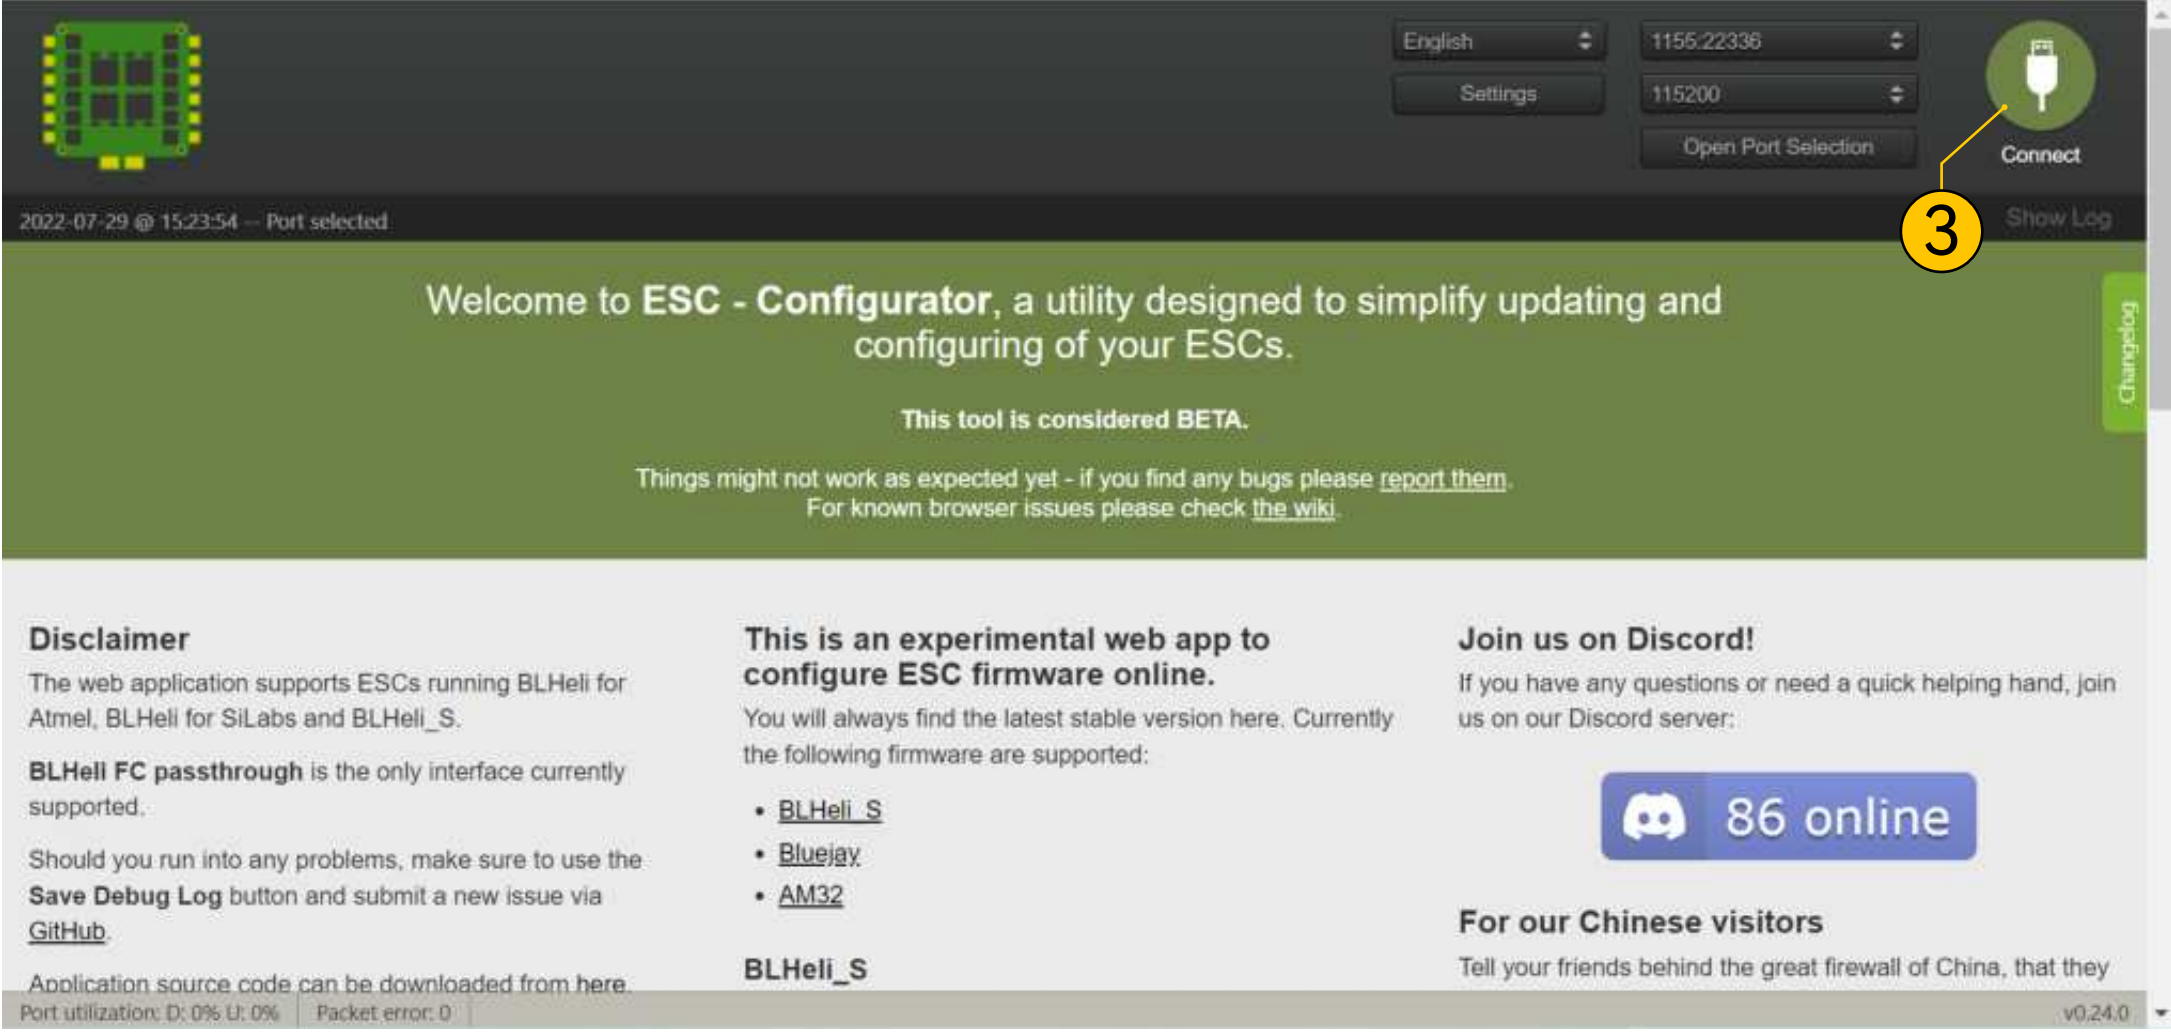 English
1155:22336
Settings
115200
Open Port Selection
Connect
3
2022-07-29 @ 15:23:54 -- Port selected
Show Log
Welcome to ESC - Configurator, a utility designed to simplify updating and
configuring of your ESCs.
Changelog
This tool is considered BETA.
Things might not work as expected yet - if you find any bugs please report them.
For known browser issues please check the wiki.
Disclaimer
The web application supports ESCs running BLHeli for
Atmel, BLHeli for SiLabs and BLHeli_S.
BLHeli FC passthrough is the only interface currently
supported.
Should you run into any problems, make sure to use the
Save Debug Log button and submit a new issue via
GitHub.
Application source code can be downloaded from here.
This is an experimental web app to
configure ESC firmware online.
You will always find the latest stable version here. Currently
the following firmware are supported:
• BLHeli_S
• Bluejay
• AM32
BLHeli_S
Join us on Discord!
If you have any questions or need a quick helping hand, join
us on our Discord server:
86 online
For our Chinese visitors
Tell your friends behind the great firewall of China, that they
Port utilization: D: 0% U: 0%
Packet error: 0
v0.24.0